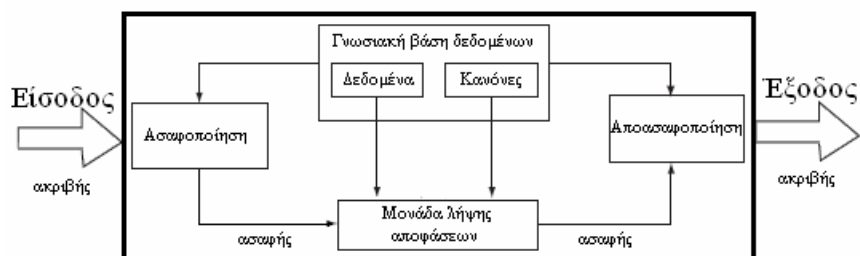 Γνωσιακή βάση δεδομένων
Δεδομένα
Κανόνες
Είσοδος
ακριβής
Ασαφοποίηση
Αποασαφοποίηση
Έξοδος
ακριβής
Μονάδα λήψης
αποφάσεων
ασαφής
ασαφής